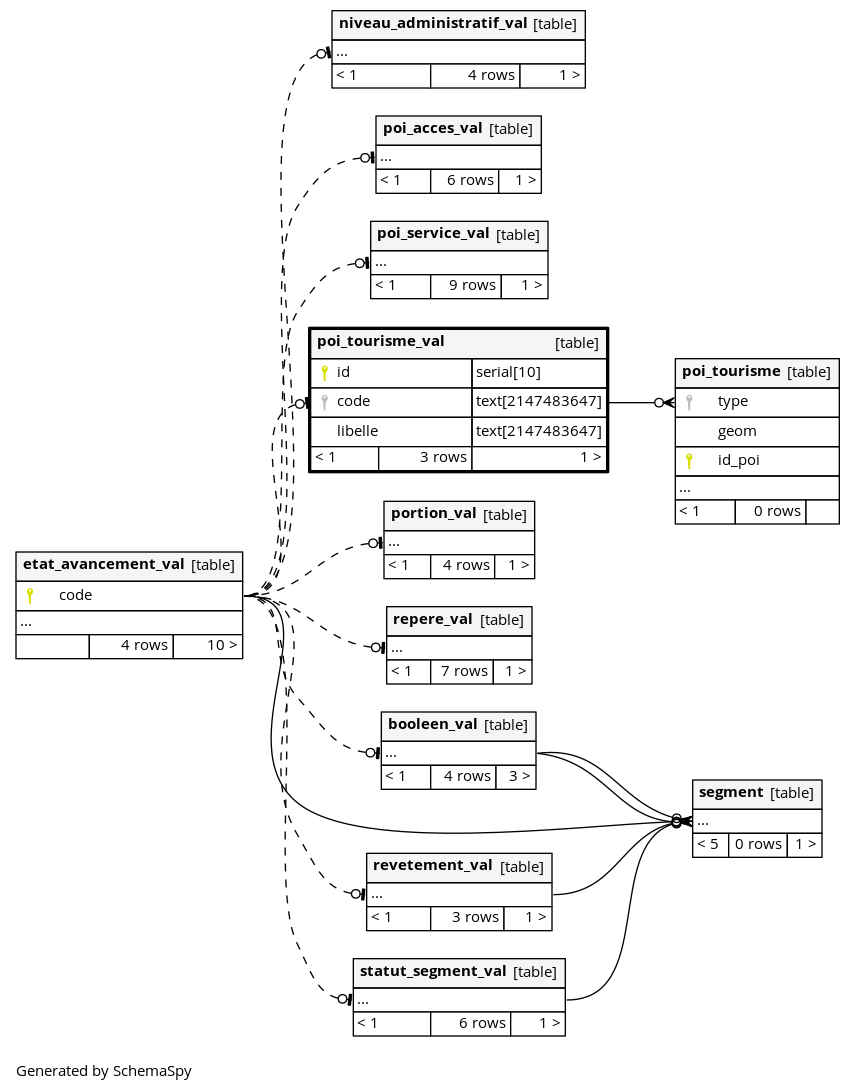 niveau_administratif_val [table]
...
< 1 4 rows 1 >
poi_acces_val [table]
...
< 1 6 rows 1 >
poi_service_val [table]
...
< 1 9 rows 1 >
poi_tourisme_val [table]
id serial[10]
code text[2147483647]
libelle text[2147483647]
< 1 3 rows 1 >
poi_tourisme [table]
type
geom
id_poi
...
< 1 0 rows
portion_val [table]
...
< 1 4 rows 1 >
etat_avancement_val [table]
code
...
4 rows 10 >
repere_val [table]
...
< 1 7 rows 1 >
booleen_val [table]
...
< 1 4 rows 3 >
segment [table]
...
< 5 0 rows 1 >
revetement_val [table]
...
< 1 3 rows 1 >
statut_segment_val [table]
...
< 1 6 rows 1 >
Generated by SchemaSpy